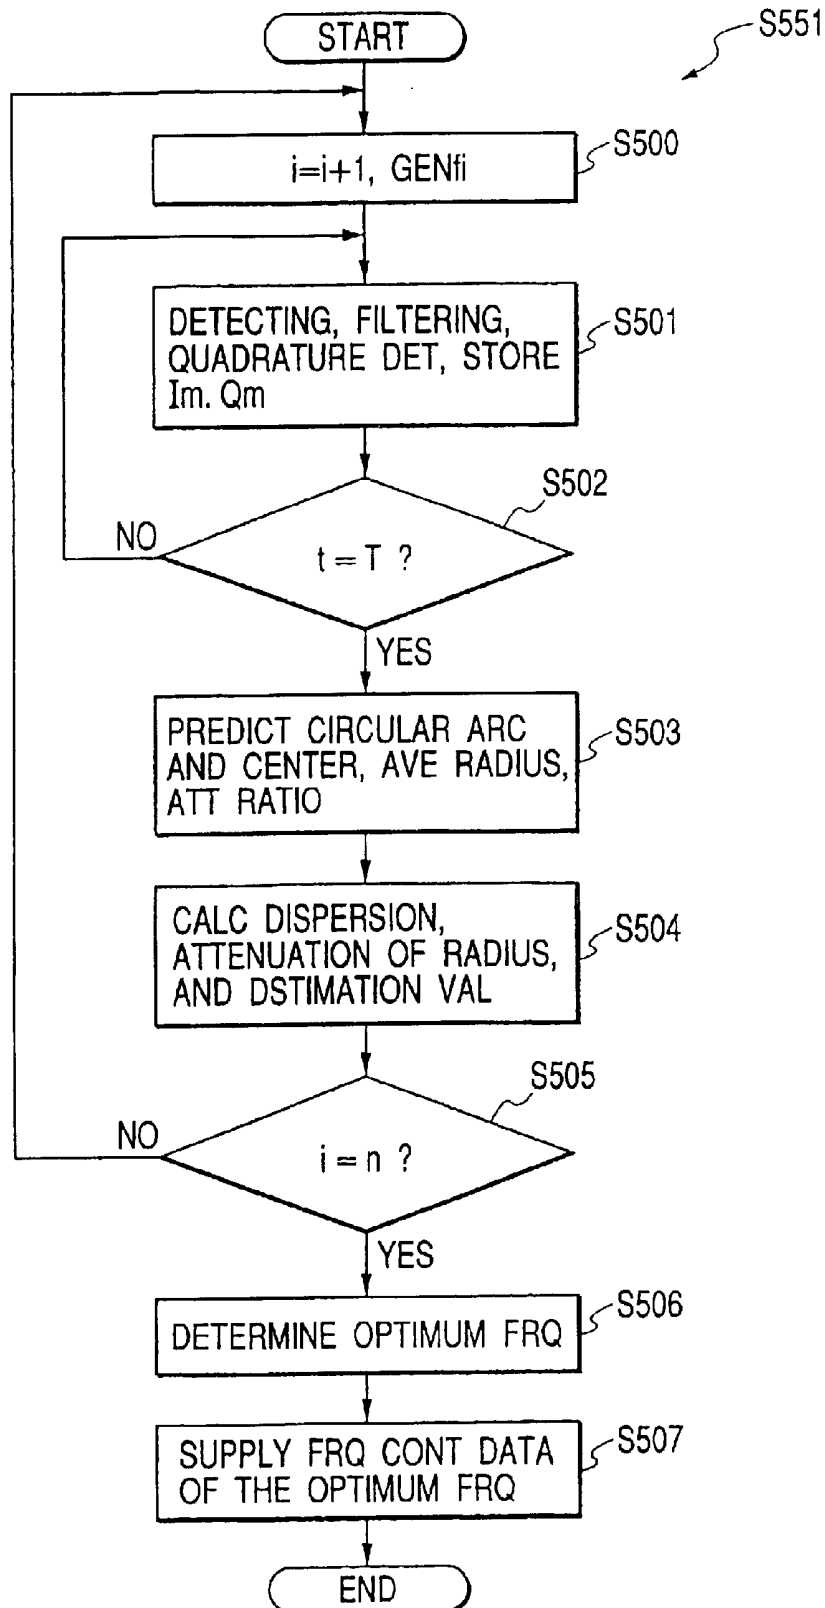 START
S551
i=i+1, GENfi
S500
DETECTING, FILTERING,
QUADRATURE DET, STORE
Im. Qm
S501
S502
t = T ?
NO
YES
PREDICT CIRCULAR ARC
AND CENTER, AVE RADIUS,
ATT RATIO
S503
CALC DISPERSION,
ATTENUATION OF RADIUS,
AND DSTIMATION VAL
S504
S505
i = n ?
NO
YES
DETERMINE OPTIMUM FRQ
S506
SUPPLY FRQ CONT DATA
OF THE OPTIMUM FRQ
S507
END